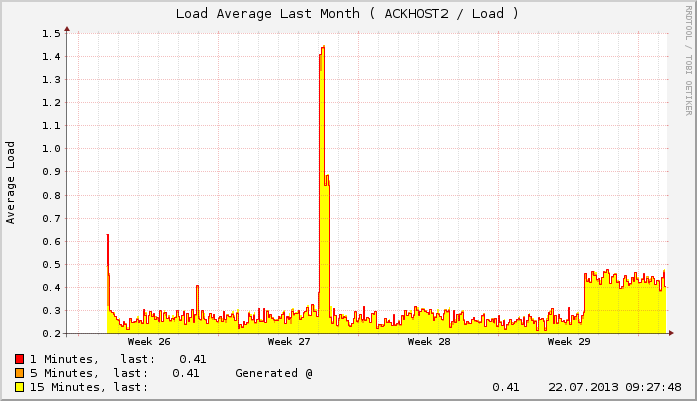 Load Average Last Month ( ACKHOST2 / Load )
RRDTOOL / TOBI OETIKER
Average Load
1.5
1.4
1.3
1.2
1.1
1.0
0.9
0.8
0.7
0.6
0.5
0.4
0.3
0.2
Week 26 Week 27 Week 28 Week 29
1 Minutes, last: 0.41
5 Minutes, last: 0.41 Generated @
15 Minutes, last: 0.41 22.07.2013 09:27:48